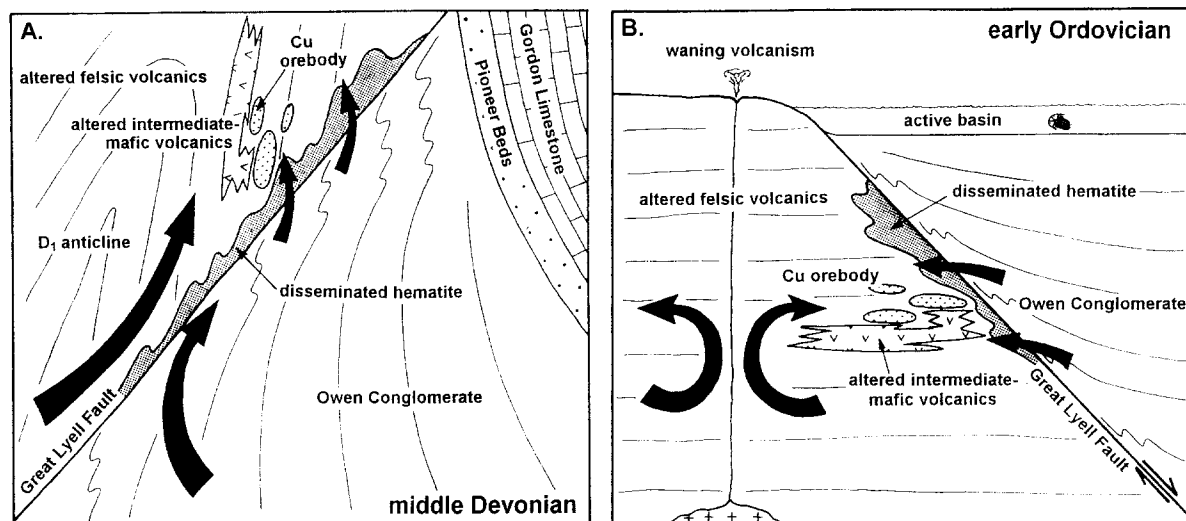 A.
Cu
orebody
altered felsic volcanics
altered intermediate-
mafic volcanics
D₁ anticline
disseminated hematite
Owen Conglomerate
Great Lyell Fault
Pioneer Beds
Gordon Limestone
middle Devonian
B.
early Ordovician
waning volcanism
active basin
altered felsic volcanics
disseminated hematite
Cu orebody
Owen Conglomerate
altered intermediate-
mafic volcanics
Great Lyell Fault